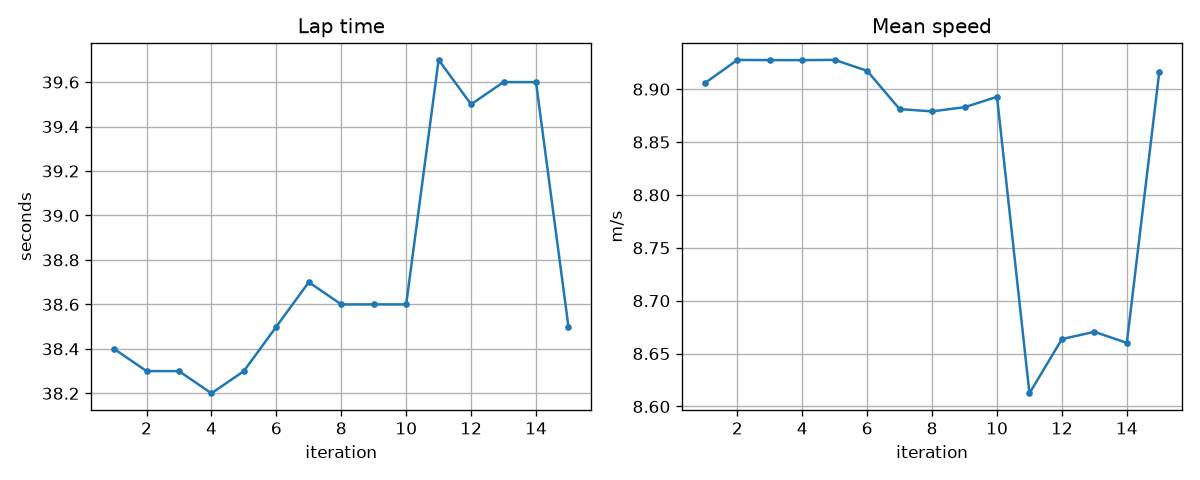 Lap time
seconds
39.6
39.4
39.2
39.0
38.8
38.6
38.4
38.2
2 4 6 8 10 12 14
iteration
Mean speed
m/s
8.90
8.85
8.80
8.75
8.70
8.65
8.60
2 4 6 8 10 12 14
iteration